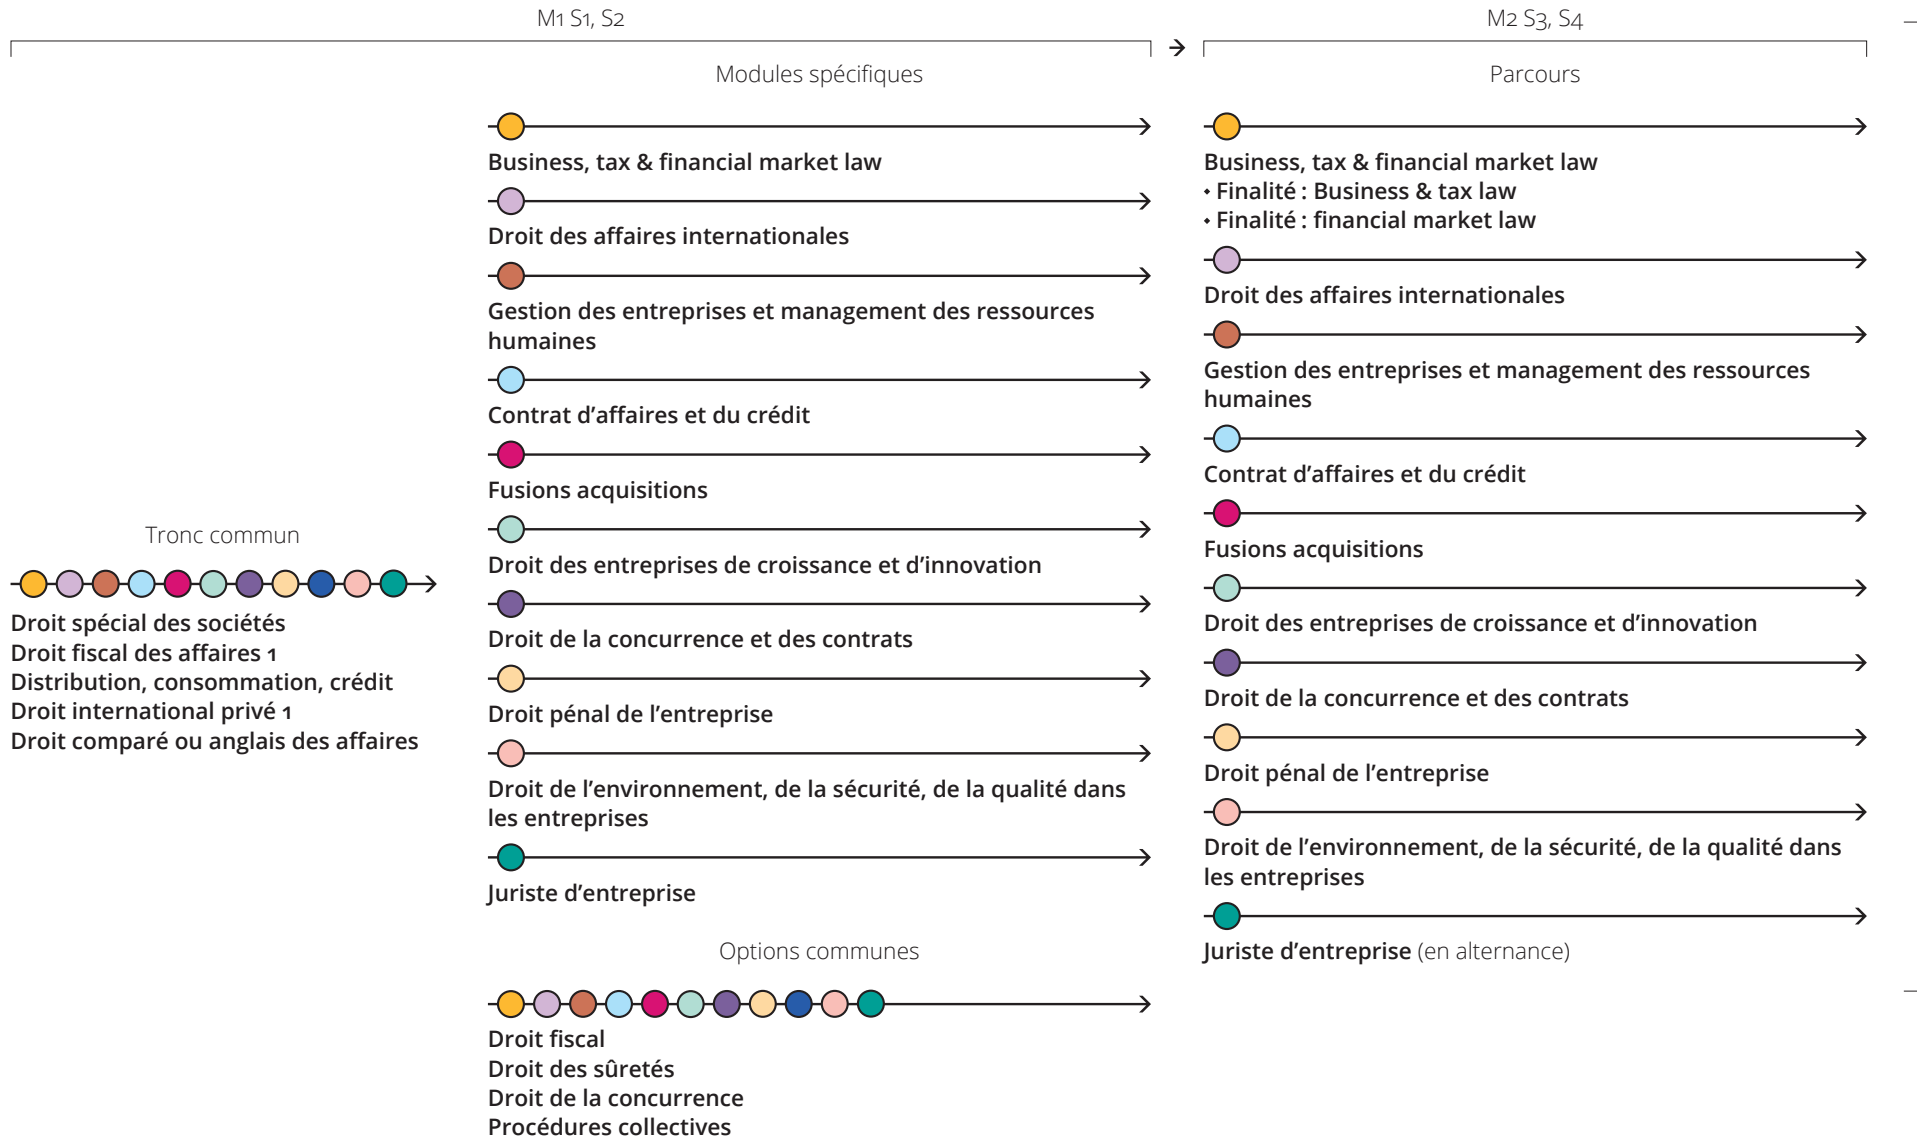 M1 S1, S2
Modules spécifiques
Business, tax & financial market law
Droit des affaires internationales
Gestion des entreprises et management des ressources
humaines
Contrat d'affaires et du crédit
Fusions acquisitions
Droit des entreprises de croissance et d’innovation
Droit de la concurrence et des contrats
Droit pénal de l’entreprise
Droit de l’environnement, de la sécurité, de la qualité dans
les entreprises
Juriste d’entreprise
Tronc commun
Droit spécial des sociétés
Droit fiscal des affaires 1
Distribution, consommation, crédit
Droit international privé 1
Droit comparé ou anglais des affaires
Options communes
Droit fiscal
Droit des sûretés
Droit de la concurrence
Procédures collectives
M2 S3, S4
Parcours
Business, tax & financial market law
• Finalité : Business & tax law
• Finalité : financial market law
Droit des affaires internationales
Gestion des entreprises et management des ressources
humaines
Contrat d'affaires et du crédit
Fusions acquisitions
Droit des entreprises de croissance et d’innovation
Droit de la concurrence et des contrats
Droit pénal de l’entreprise
Droit de l’environnement, de la sécurité, de la qualité dans
les entreprises
Juriste d’entreprise (en alternance)